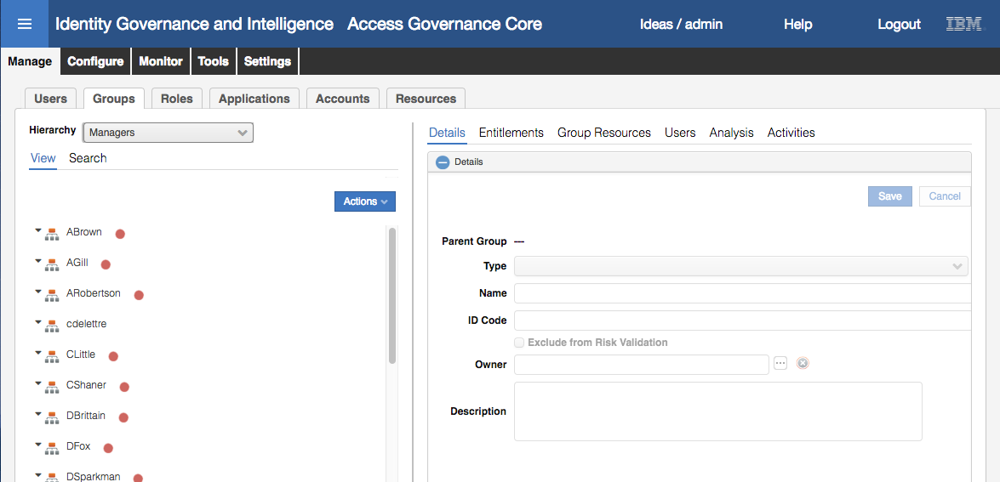 Identity Governance and Intelligence Access Governance Core Ideas / admin Help Logout IBM
Manage Configure Monitor Tools Settings
Users Groups Roles Applications Accounts Resources
Hierarchy Managers
View Search
Actions
ABrown
AGill
ARobertson
cdelettre
CLittle
CShaner
DBrittain
DFox
DSparkman
Details Entitlements Group Resources Users Analysis Activities
Details
Save Cancel
Parent Group ---
Type
Name
ID Code
Exclude from Risk Validation
Owner
Description